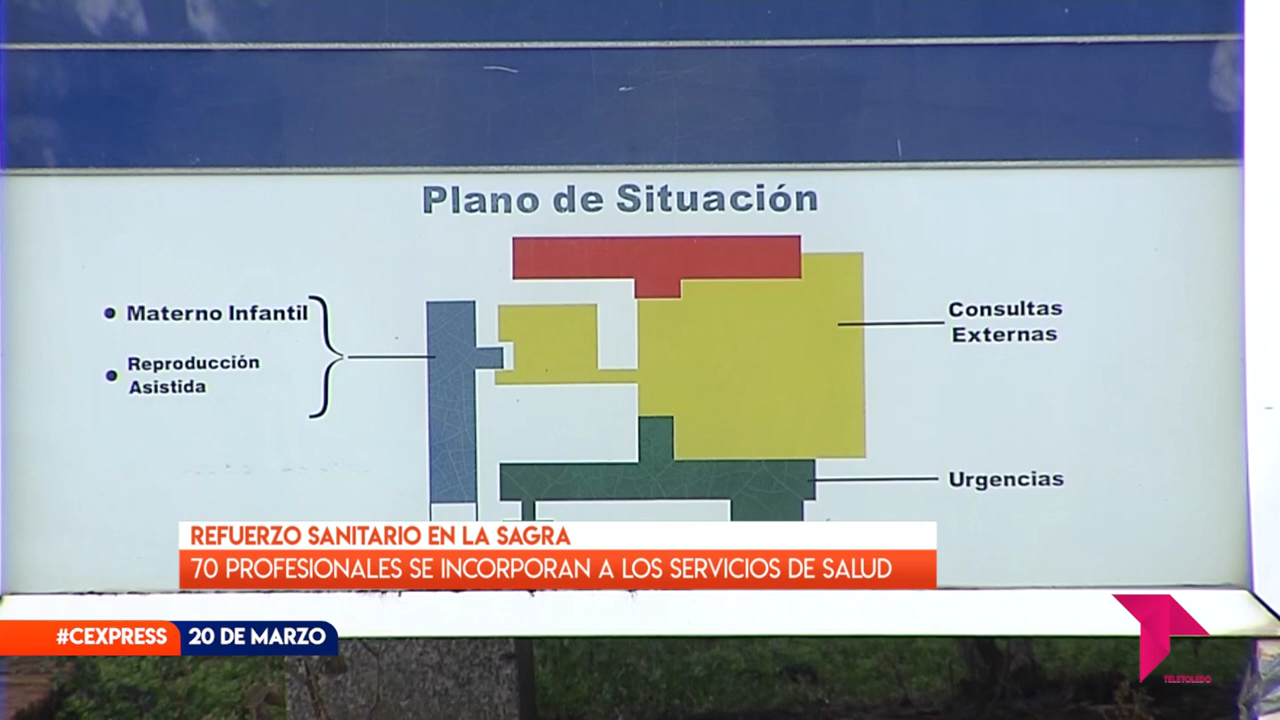 Plano de Situación
Materno Infantil
Reproducción
Asistida
Consultas
Externas
Urgencias
REFUERZO SANITARIO EN LA SAGRA
70 PROFESIONALES SE INCORPORAN A LOS SERVICIOS DE SALUD
#CEXPRESS 20 DE MARZO
TELETOLEDO